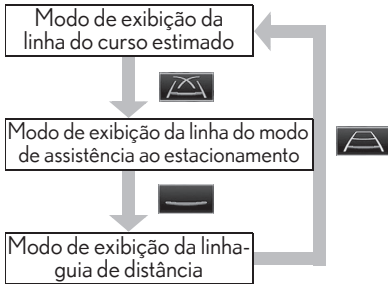 Modo de exibição da
linha do curso estimado
Modo de exibição da linha do modo
de assistência ao estacionamento
Modo de exibição da linha-
guia de distância